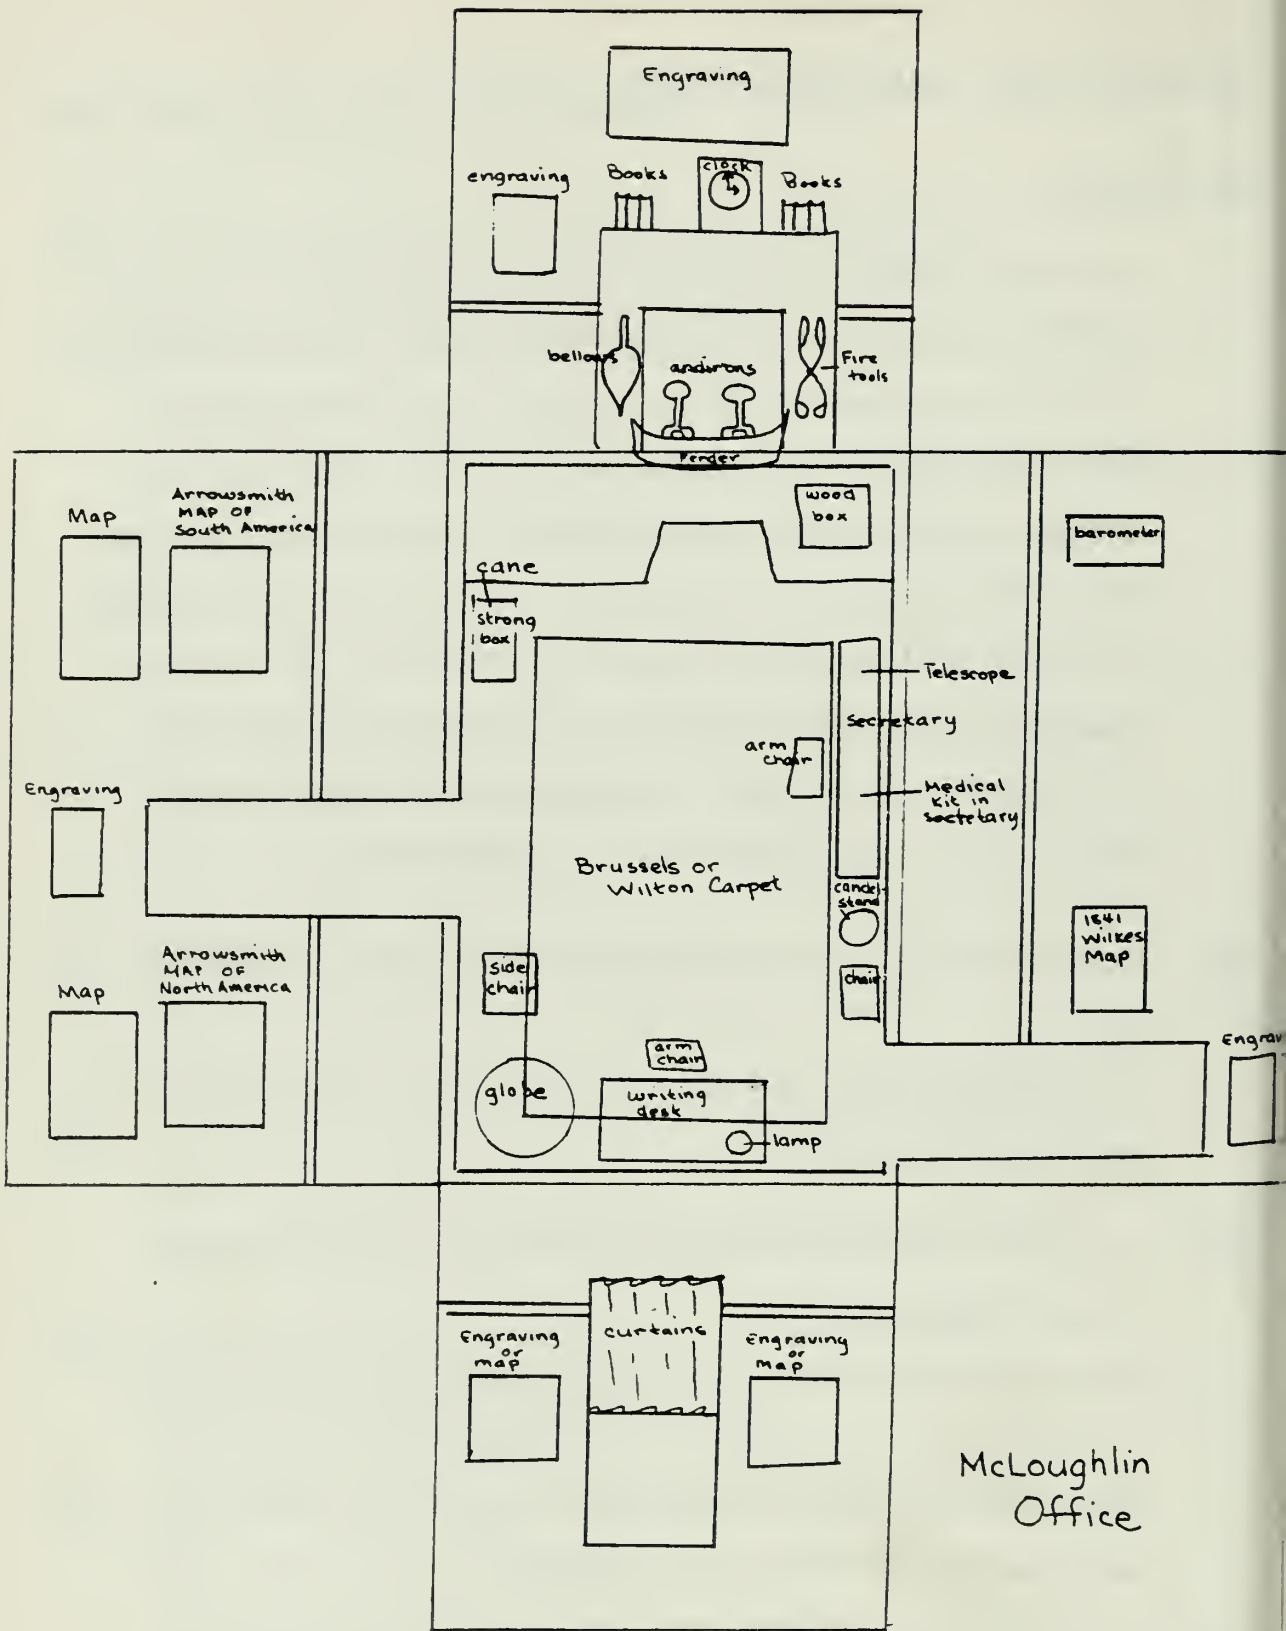 Engraving
engraving
Books
clock
Books
bellows
andirons
Fire
tools
Fender
Map
Arrowsmith
MAP OF
South America
wood
box
barometer
cane
strong
box
Telescope
secretary
arm
chair
Engraving
Medical
kit in
secretary
Brussels or
Wilton Carpet
candel-
stand
1841
Wilkes
Map
side
chair
chair
Map
Arrowsmith
MAP OF
North America
arm
chair
Engrav
globe
writing
desk
lamp
Engraving
or
map
curtains
Engraving
or
map
McLoughlin
Office